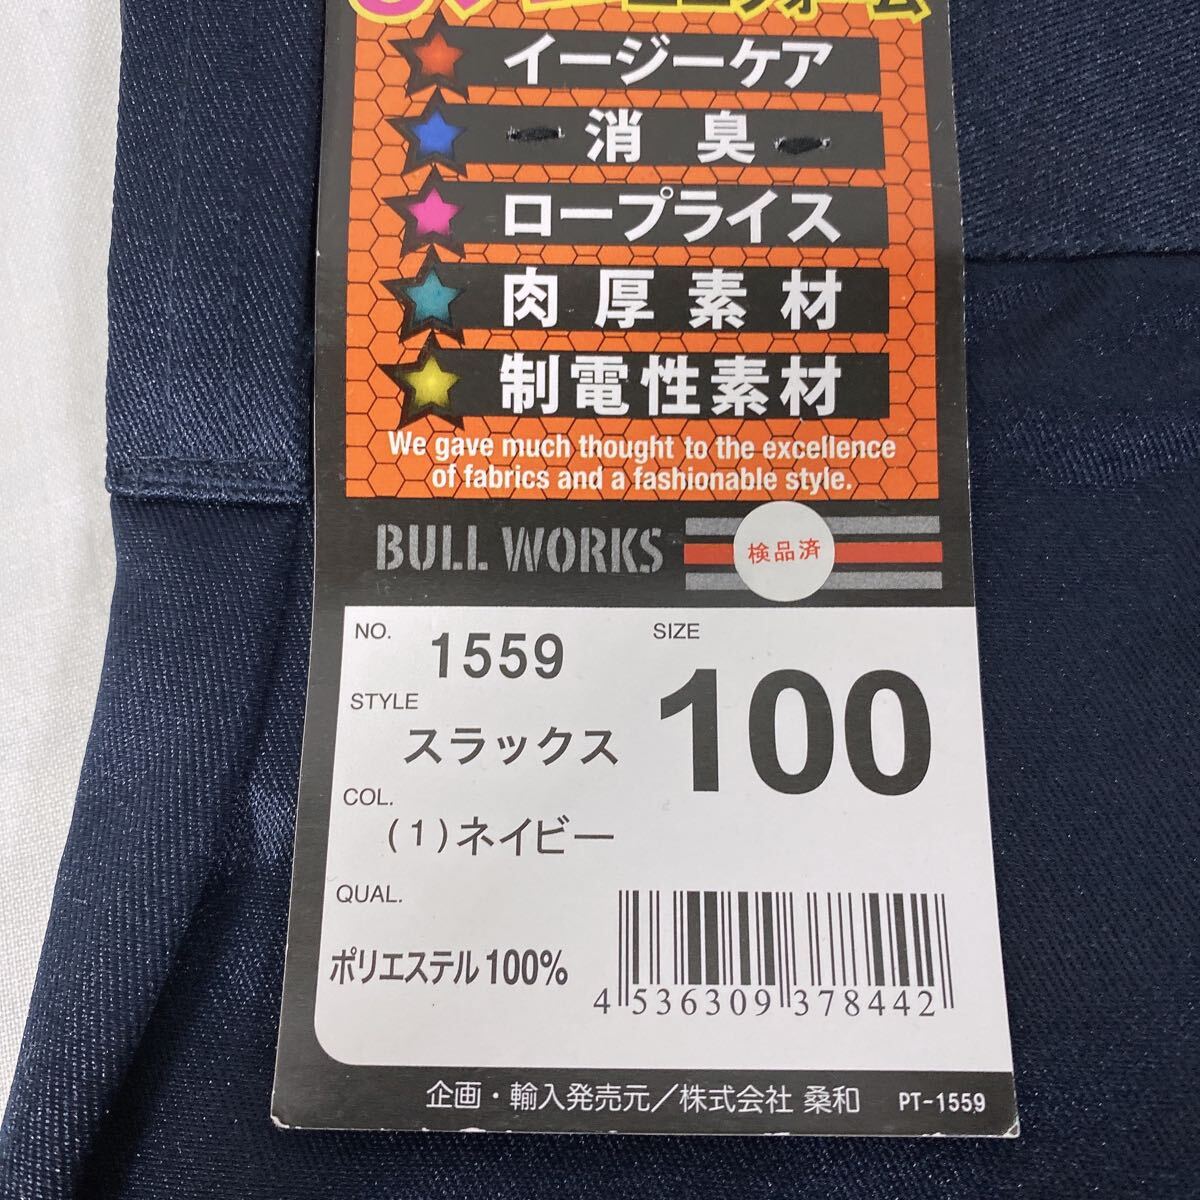 イージーケア
消臭
ロープライス
肉厚素材
制電性素材
We gave much thought to the excellence
of fabrics and a fashionable style.
BULL WORKS
検品済
NO. 1559
SIZE 100
STYLE
スラックス
COL.
(1)ネイビー
QUAL.
ポリエステル100%
4 536309 378442
企画・輸入発売元／株式会社 桑和 PT-1559